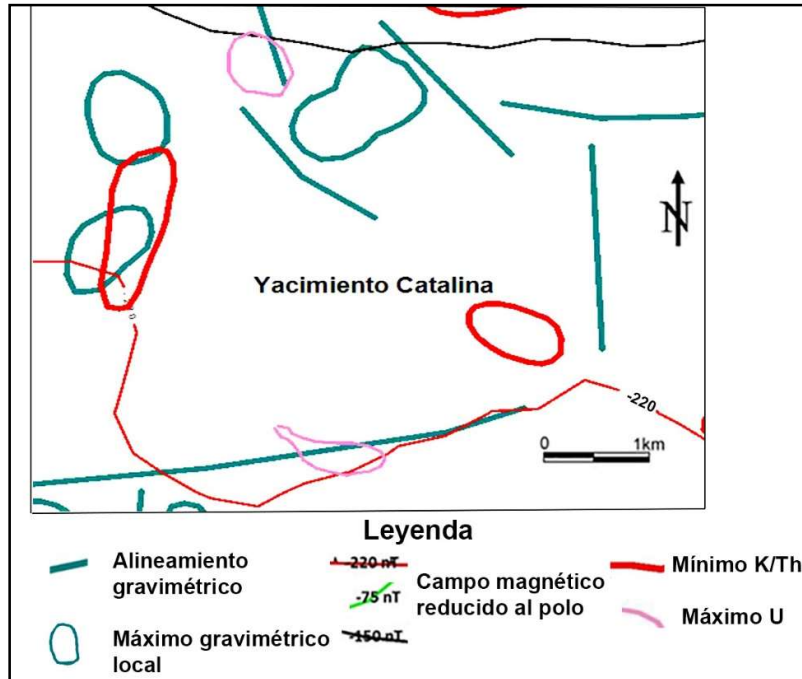 N
Yacimiento Catalina
-220
0 1km
Leyenda
Alineamiento
gravimétrico
Máximo gravimétrico
local
-220 nT
-75 nT
-150 nT
Campo magnético
reducido al polo
Mínimo K/Th
Máximo U